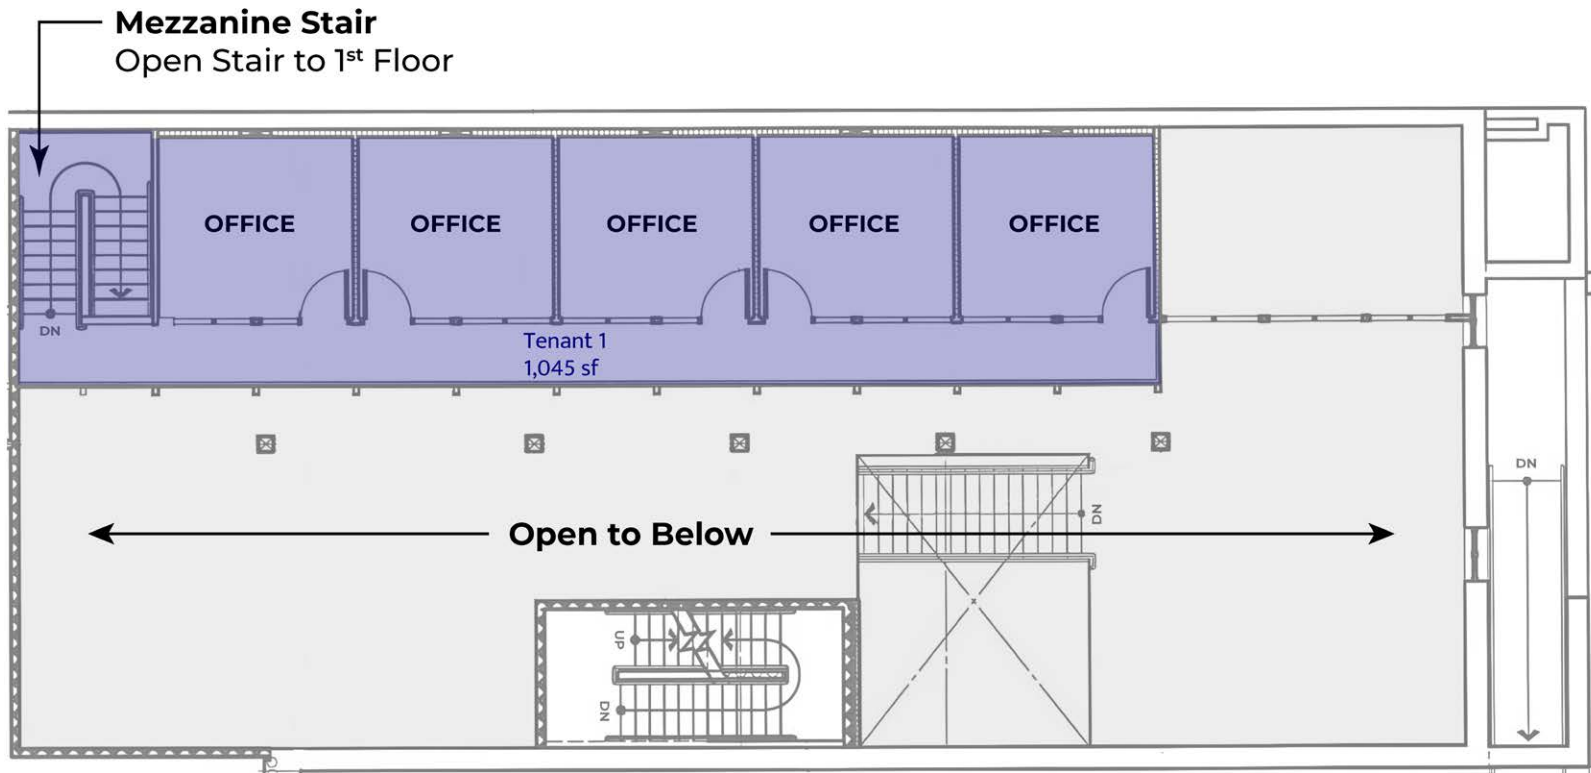 Mezzanine Stair
Open Stair to 1st Floor
OFFICE
OFFICE
OFFICE
OFFICE
OFFICE
DN
Tenant 1
1,045 sf
DN
DN
Open to Below
UP
DN